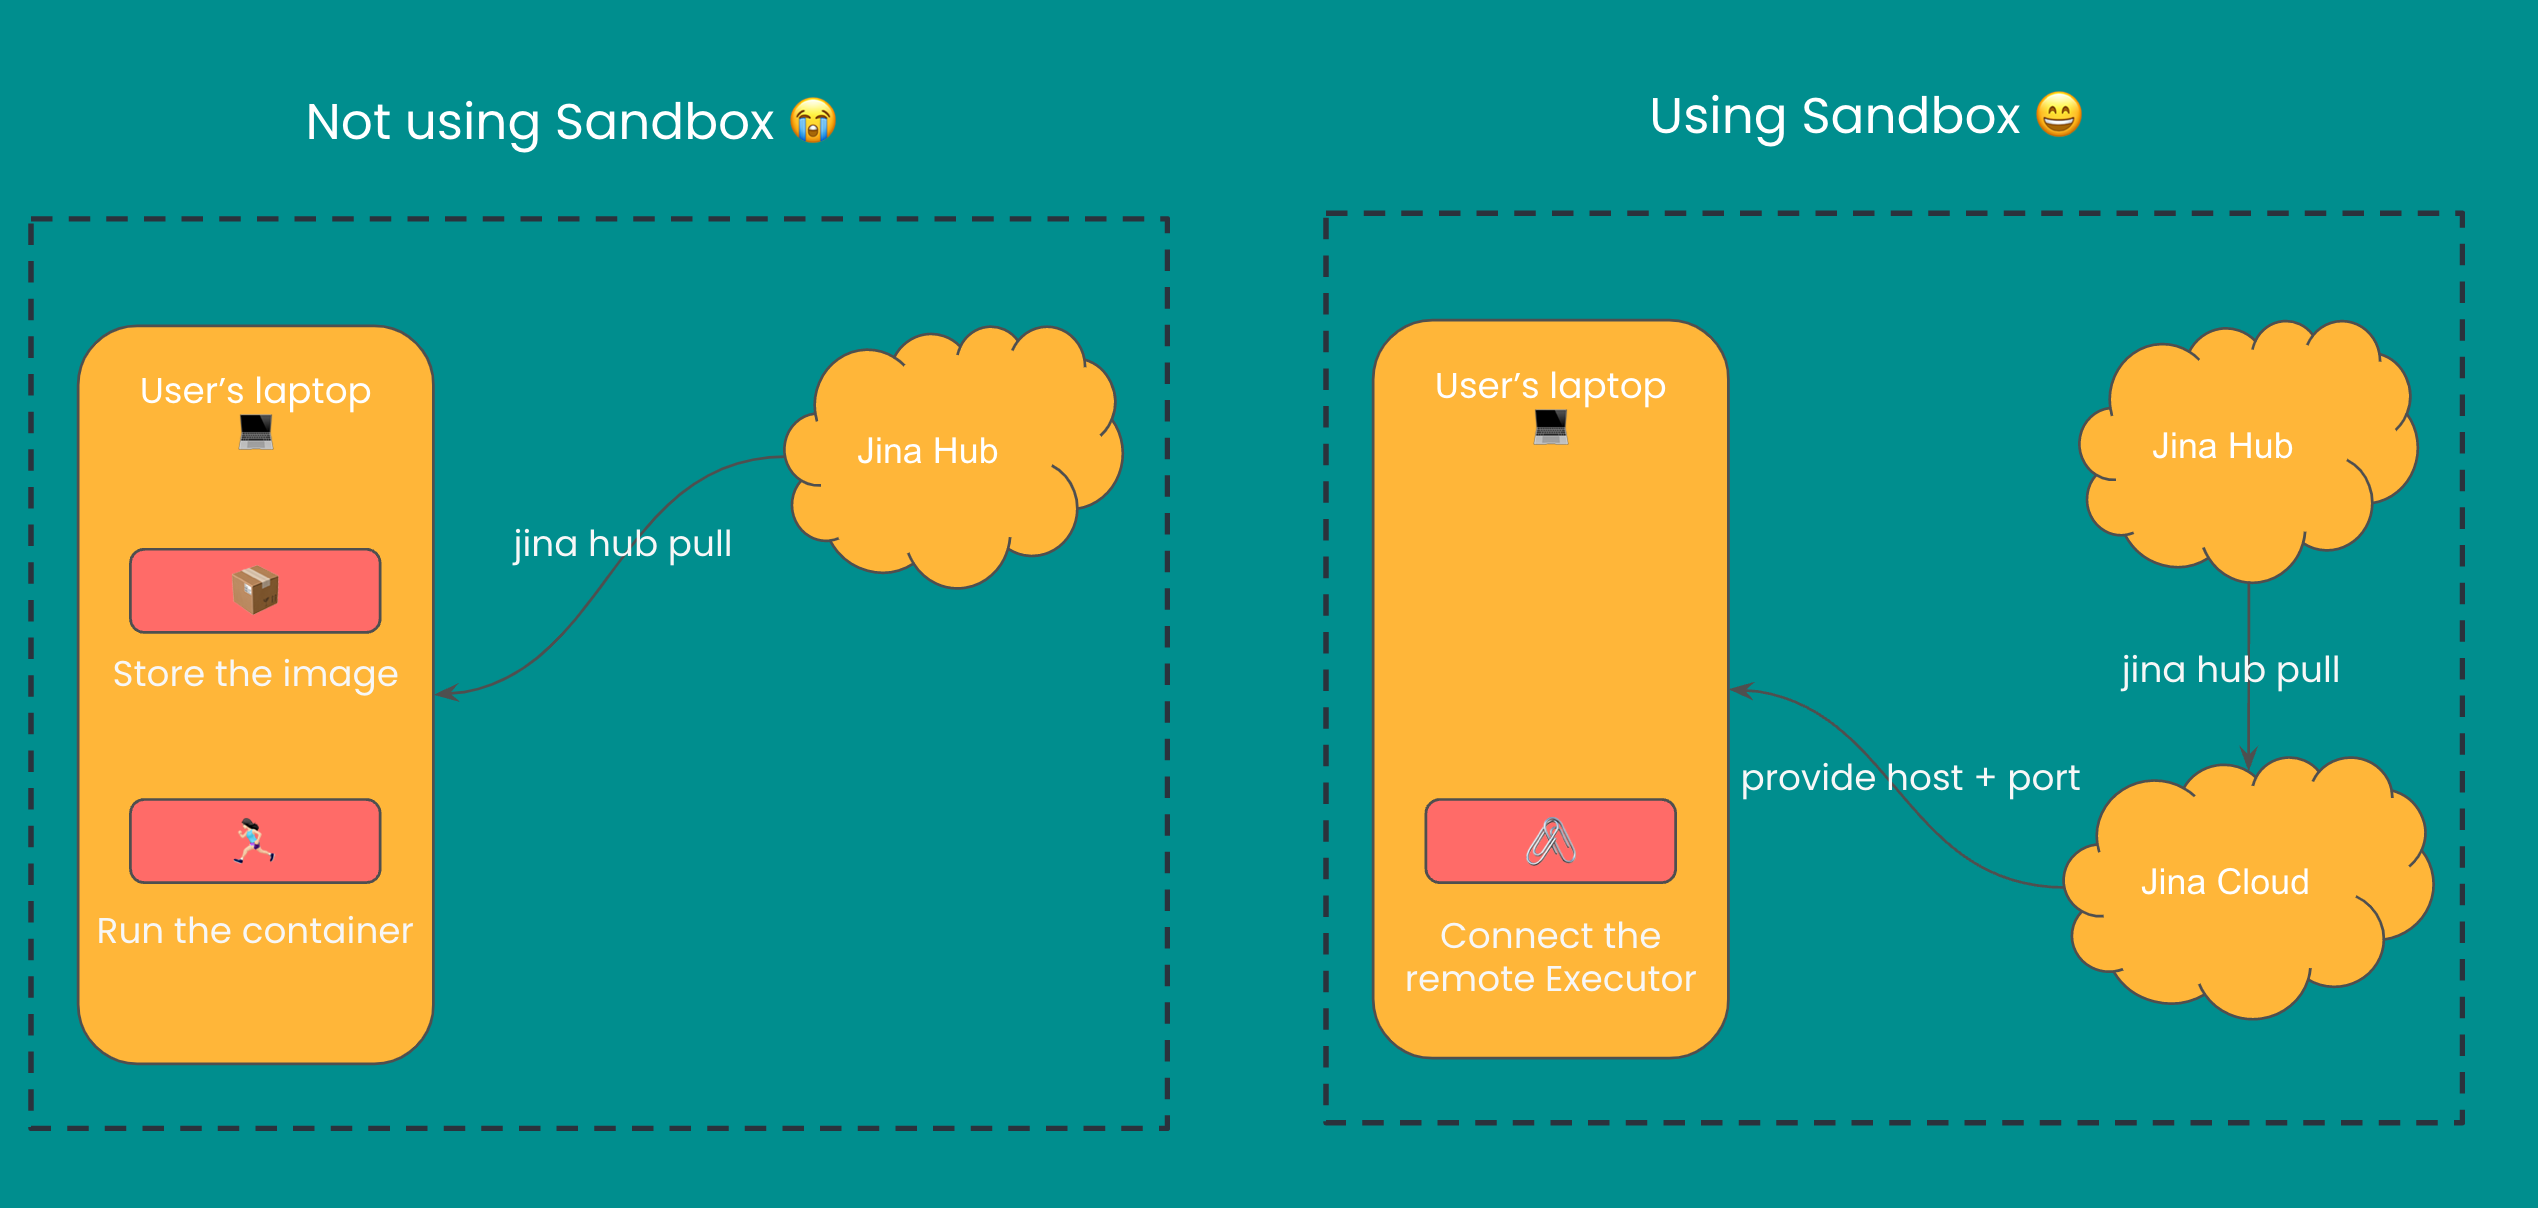 Not using Sandbox 😭
User’s laptop
💻
📦
Store the image
🏃🏻‍♀️
Run the container
jina hub pull
Jina Hub
Using Sandbox 😄
User’s laptop
💻
🖇
Connect the
remote Executor
provide host + port
Jina Hub
jina hub pull
Jina Cloud